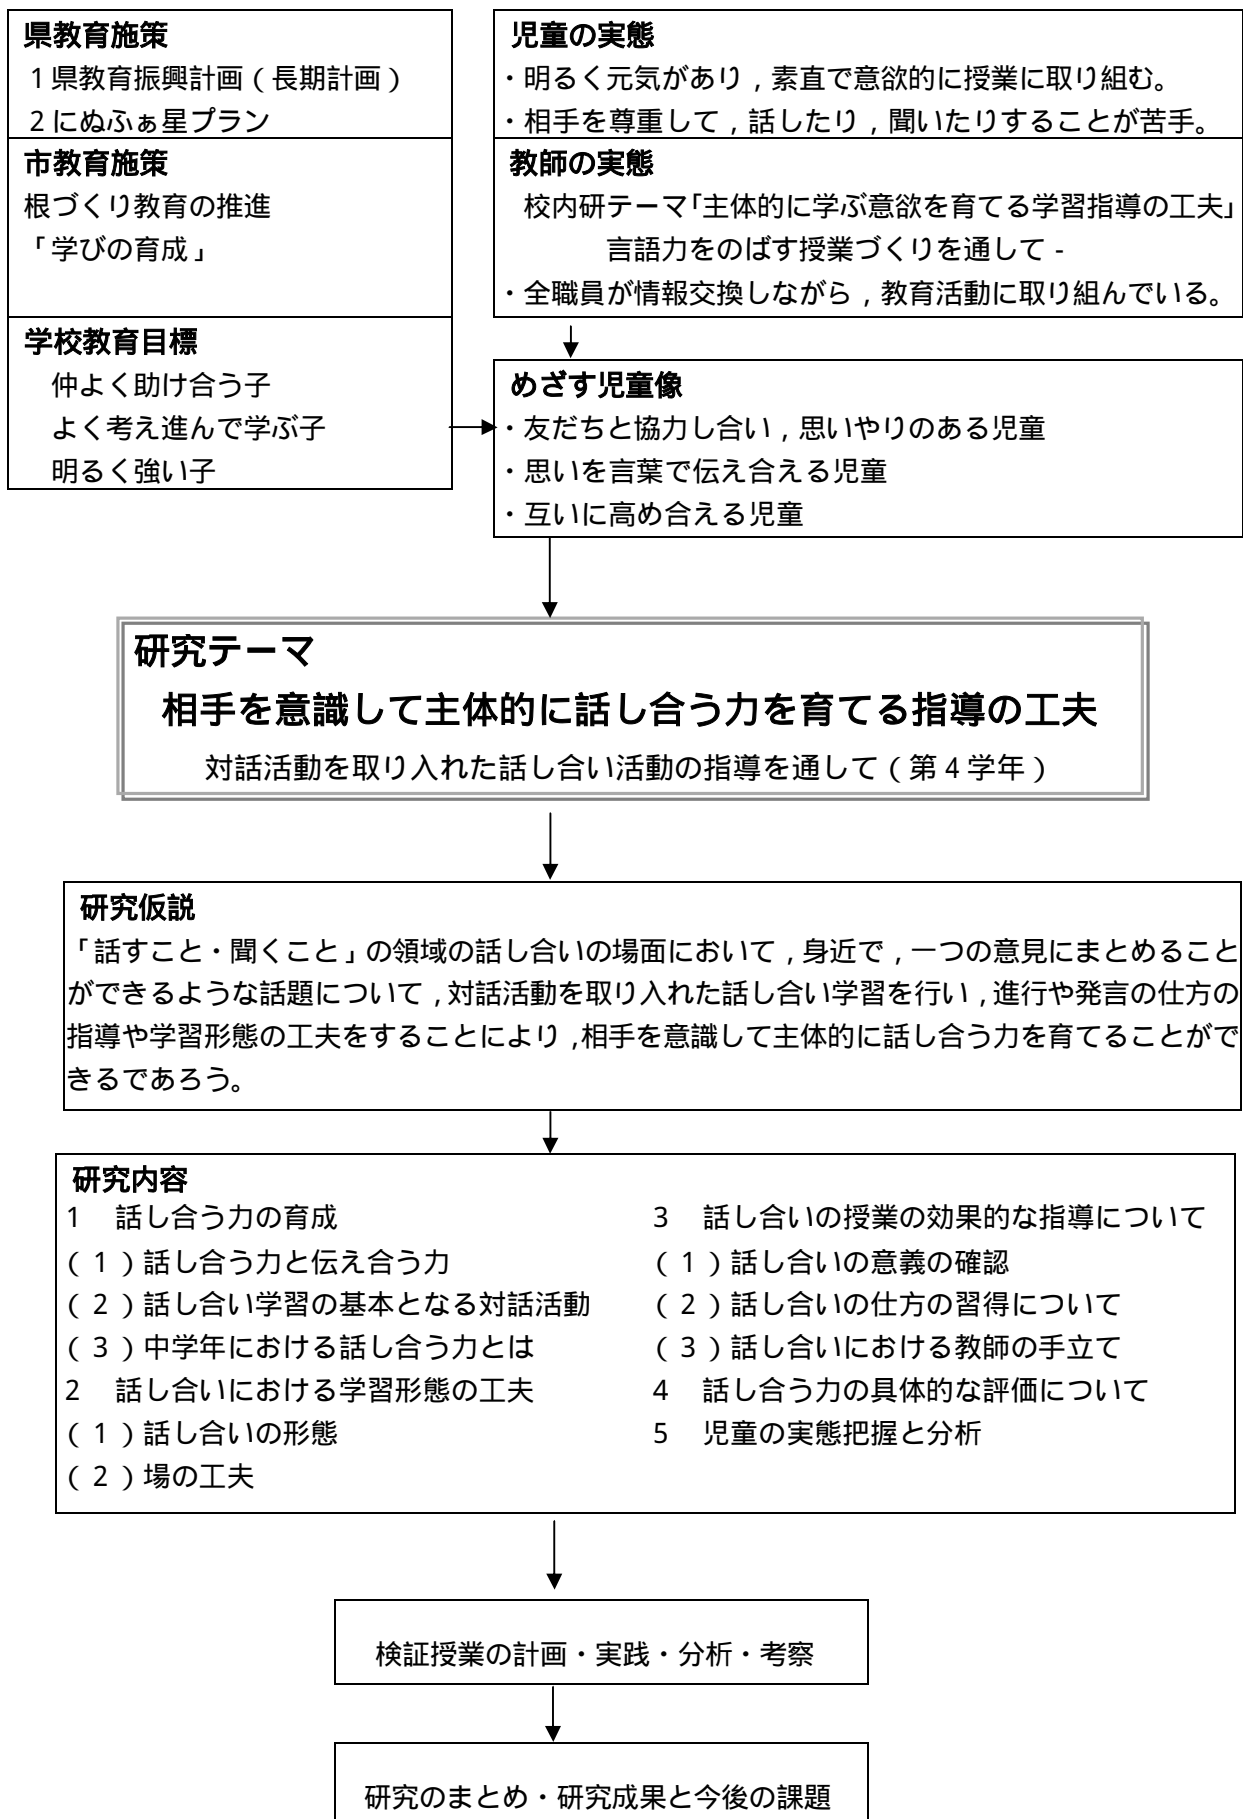 県教育施策
1県教育振興計画(長期計画)
2にぬふぁ星プラン
市教育施策
根づくり教育の推進
「学びの育成」
学校教育目標
仲よく助け合う子
よく考え進んで学ぶ子
明るく強い子
児童の実態
・明るく元気があり,素直で意欲的に授業に取り組む。
・相手を尊重して,話したり,聞いたりすることが苦手。
教師の実態
校内研テーマ「主体的に学ぶ意欲を育てる学習指導の工夫」
言語力をのばす授業づくりを通して -
・全職員が情報交換しながら,教育活動に取り組んでいる。
めざす児童像
・友だちと協力し合い,思いやりのある児童
・思いを言葉で伝え合える児童
・互いに高め合える児童
研究テーマ
相手を意識して主体的に話し合う力を育てる指導の工夫
対話活動を取り入れた話し合い活動の指導を通して(第4学年)
研究仮説
「話すこと・聞くこと」の領域の話し合いの場面において,身近で,一つの意見にまとめること
ができるような話題について,対話活動を取り入れた話し合い学習を行い,進行や発言の仕方の
指導や学習形態の工夫をすることにより,相手を意識して主体的に話し合う力を育てることがで
きるであろう。
研究内容
1 話し合う力の育成
(1)話し合う力と伝え合う力
(2)話し合い学習の基本となる対話活動
(3)中学年における話し合う力とは
2 話し合いにおける学習形態の工夫
(1)話し合いの形態
(2)場の工夫
3 話し合いの授業の効果的な指導について
(1)話し合いの意義の確認
(2)話し合いの仕方の習得について
(3)話し合いにおける教師の手立て
4 話し合う力の具体的な評価について
5 児童の実態把握と分析
検証授業の計画・実践・分析・考察
研究のまとめ・研究成果と今後の課題